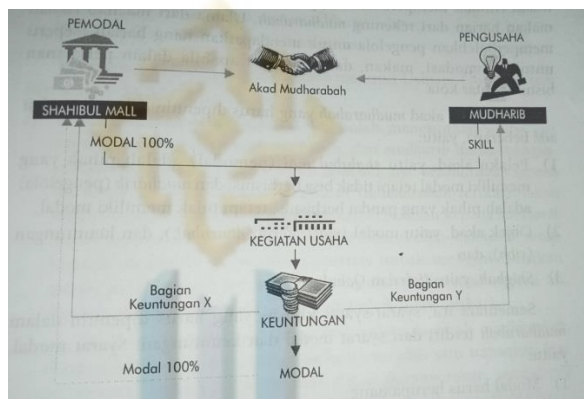 PEMODAL
PENGUSAHA
Akad Mudharabah
SHAHIBUL MALL
MUDHARIB
MODAL 100%
SKILL
KEGIATAN USAHA
Bagian
Keuntungan X
Bagian
Keuntungan Y
KEUNTUNGAN
Modal 100%
MODAL